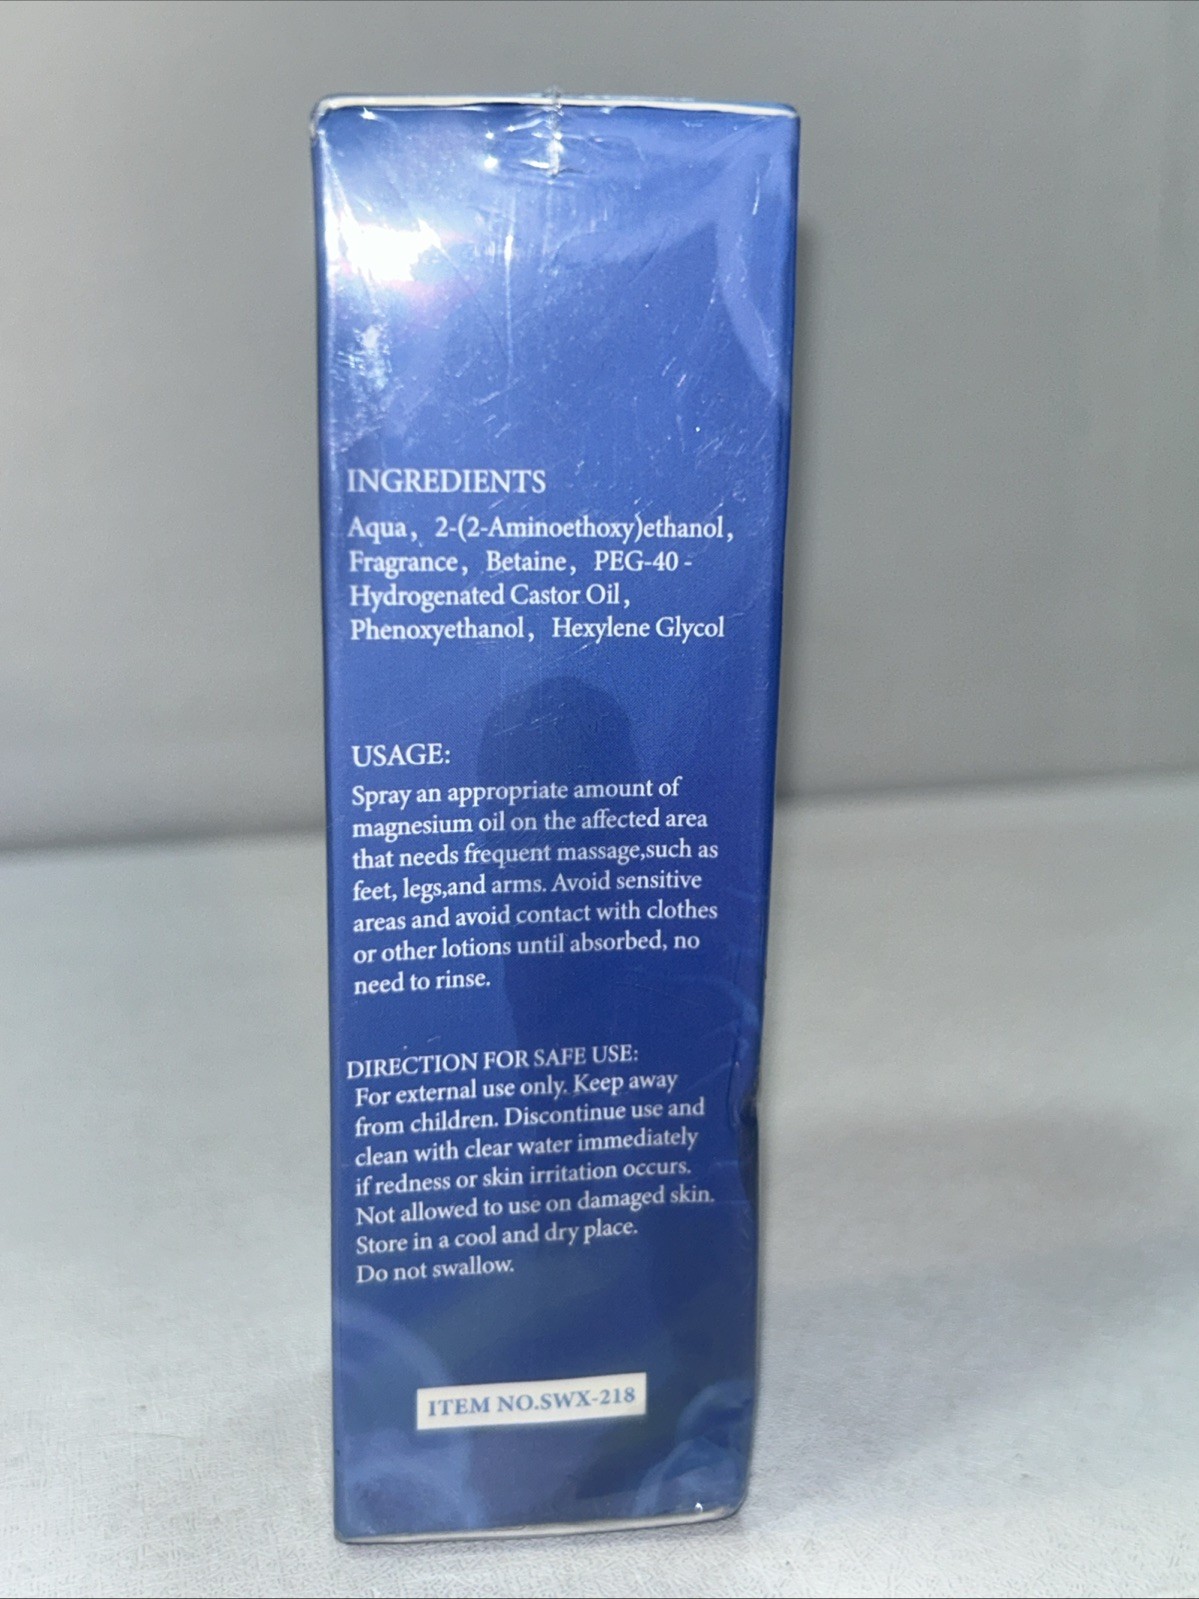 INGREDIENTS
Aqua, 2-(2-Aminoethoxy)ethanol,
Fragrance, Betaine, PEG-40 -
Hydrogenated Castor Oil,
Phenoxyethanol, Hexylene Glycol
USAGE:
Spray an appropriate amount of
magnesium oil on the affected area
that needs frequent massage,such as
feet, legs,and arms. Avoid sensitive
areas and avoid contact with clothes
or other lotions until absorbed, no
need to rinse.
DIRECTION FOR SAFE USE:
For external use only. Keep away
from children. Discontinue use and
clean with clear water immediately
if redness or skin irritation occurs.
Not allowed to use on damaged skin.
Store in a cool and dry place.
Do not swallow.
ITEM NO.SWX-218